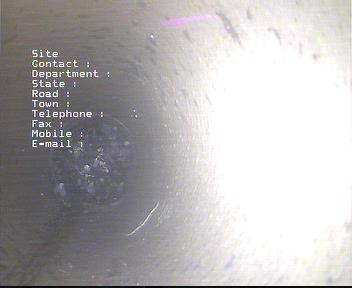 Site
Contact :
Department :
State :
Road :
Town :
Telephone :
Fax :
Mobile :
E-mail :